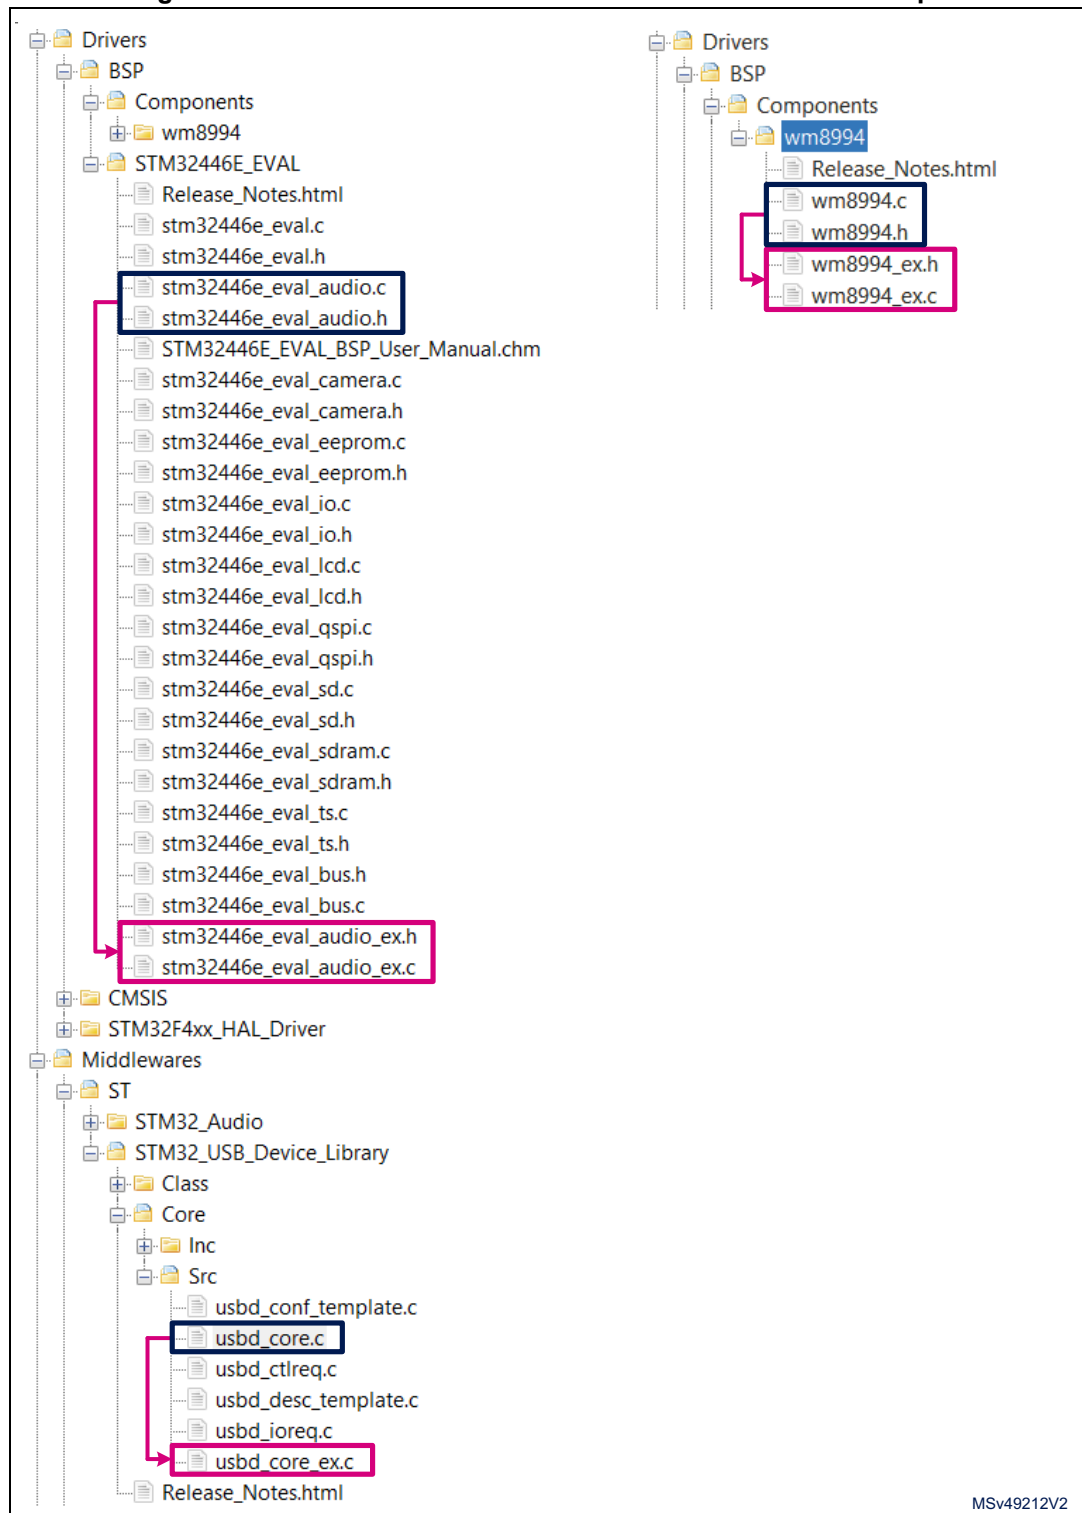 Drivers
BSP
Components
wm8994
STM32446E_EVAL
Release_Notes.html
stm32446e_eval.c
stm32446e_eval.h
stm32446e_eval_audio.c
stm32446e_eval_audio.h
STM32446E_EVAL_BSP_User_Manual.chm
stm32446e_eval_camera.c
stm32446e_eval_camera.h
stm32446e_eval_eeprom.c
stm32446e_eval_eeprom.h
stm32446e_eval_io.c
stm32446e_eval_io.h
stm32446e_eval_lcd.c
stm32446e_eval_lcd.h
stm32446e_eval_qspi.c
stm32446e_eval_qspi.h
stm32446e_eval_sd.c
stm32446e_eval_sd.h
stm32446e_eval_sdram.c
stm32446e_eval_sdram.h
stm32446e_eval_ts.c
stm32446e_eval_ts.h
stm32446e_eval_bus.h
stm32446e_eval_bus.c
stm32446e_eval_audio_ex.h
stm32446e_eval_audio_ex.c
CMSIS
STM32F4xx_HAL_Driver
Middlewares
ST
STM32_Audio
STM32_USB_Device_Library
Class
Core
Inc
Src
usbd_conf_template.c
usbd_core.c
usbd_ctlreq.c
usbd_desc_template.c
usbd_ioreq.c
usbd_core_ex.c
Release_Notes.html
Drivers
BSP
Components
wm8994
Release_Notes.html
wm8994.c
wm8994.h
wm8994_ex.h
wm8994_ex.c
MSv49212V2